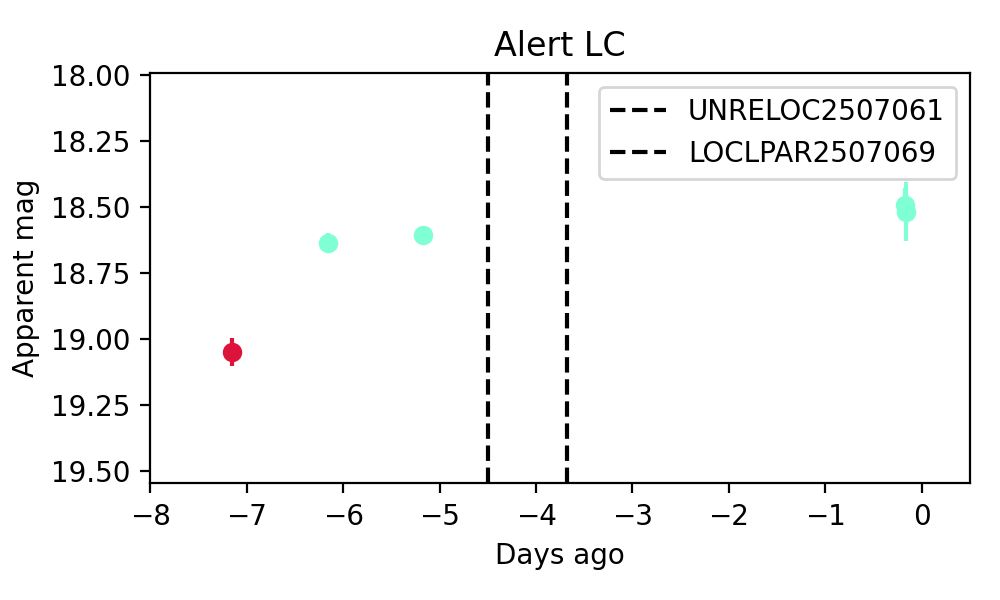 Alert LC
18.00
18.25
18.50
18.75
19.00
19.25
19.50
Apparent mag
UNRELOC2507061
LOCLPAR2507069
−8 −7 −6 −5 −4 −3 −2 −1 0
Days ago